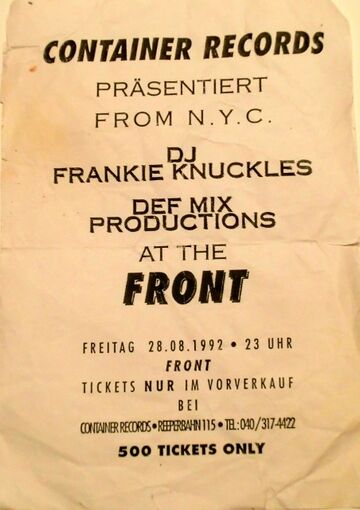 CONTAINER RECORDS
PRÄSENTIERT
FROM N.Y.C.
DJ
FRANKIE KNUCKLES
DEF MIX
PRODUCTIONS
AT THE
FRONT
FREITAG 28.08.1992 • 23 UHR
FRONT
TICKETS NUR IM VORVERKAUF
BEI
CONTAINER RECORDS • REEPERBAHN 115 • TEL: 040/317-4422
500 TICKETS ONLY